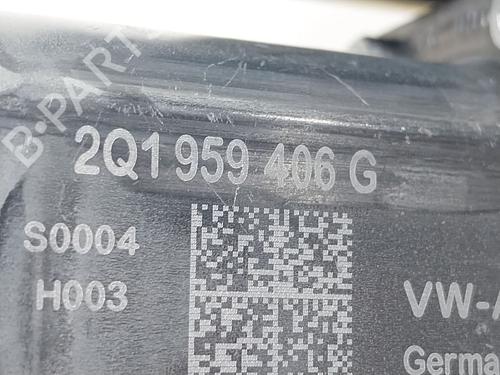 B-PARTS
2Q1 959 406 G
S0004
H003
VW-
Germa